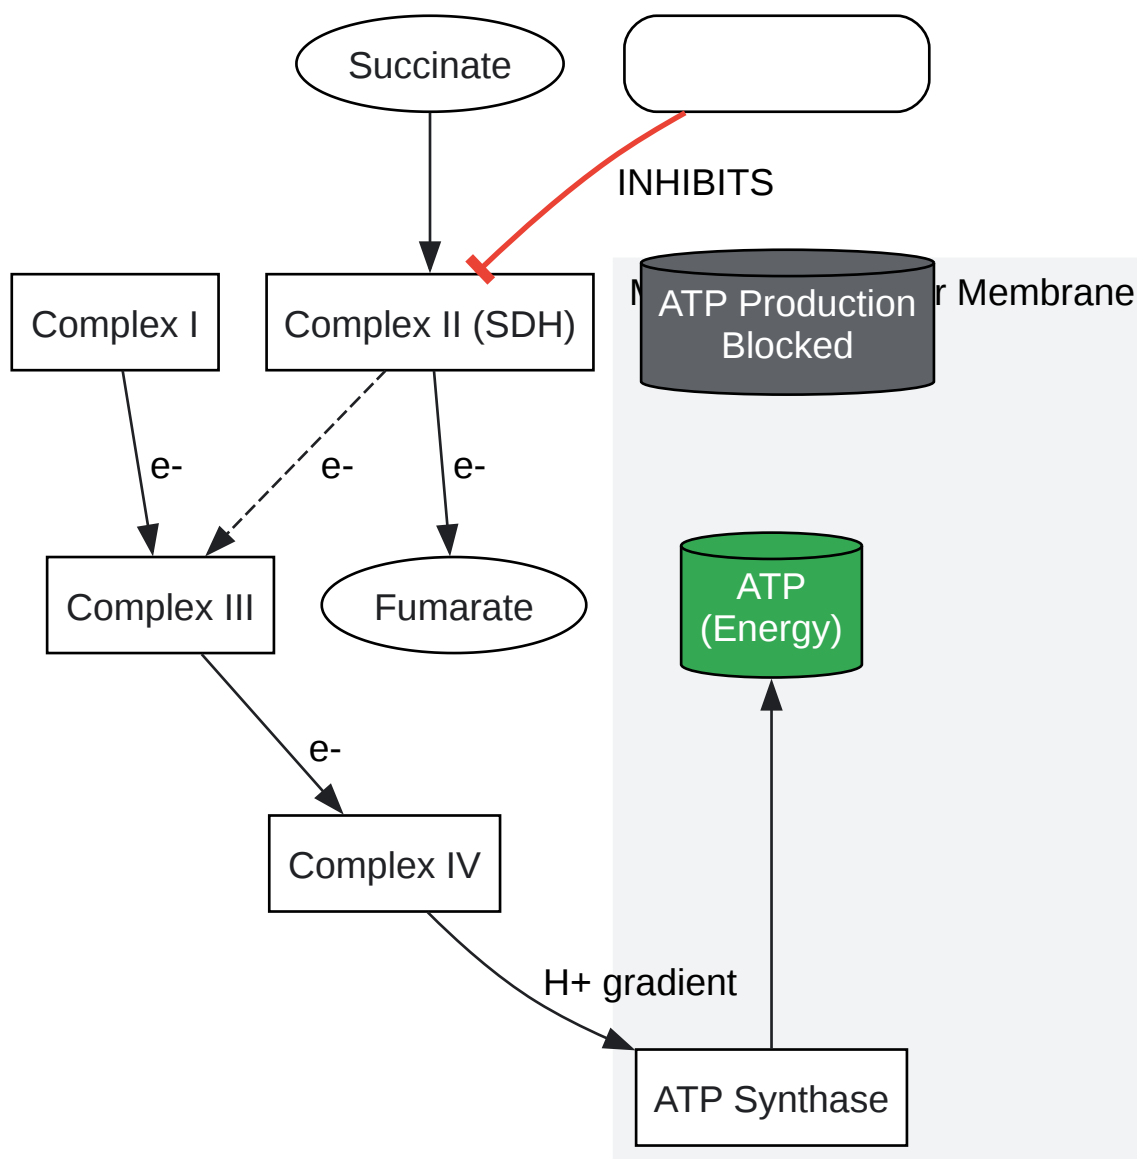 Succinate
INHIBITS
r Membrane
ATP Production
Blocked
Complex I
Complex II (SDH)
e-
e-
e-
ATP
(Energy)
Complex III
Fumarate
e-
Complex IV
H+ gradient
ATP Synthase